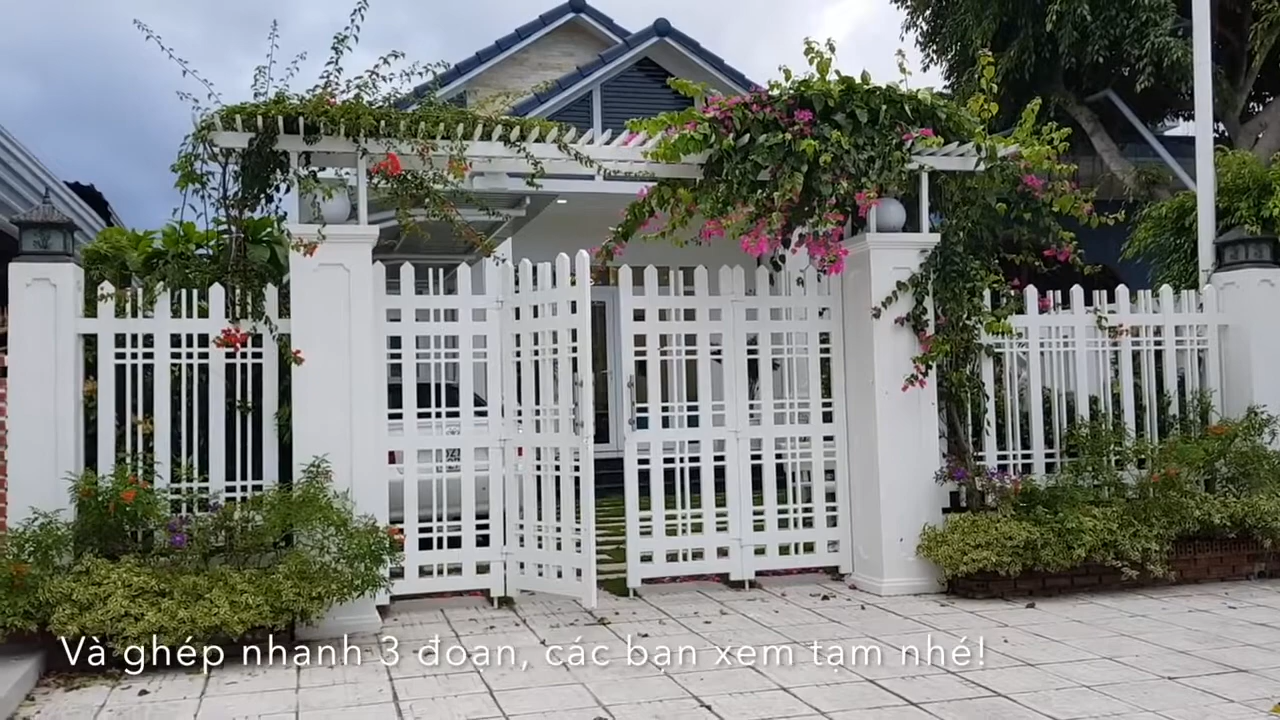 Và ghép nhanh 3 đoạn, các bạn xem tạm nhé!